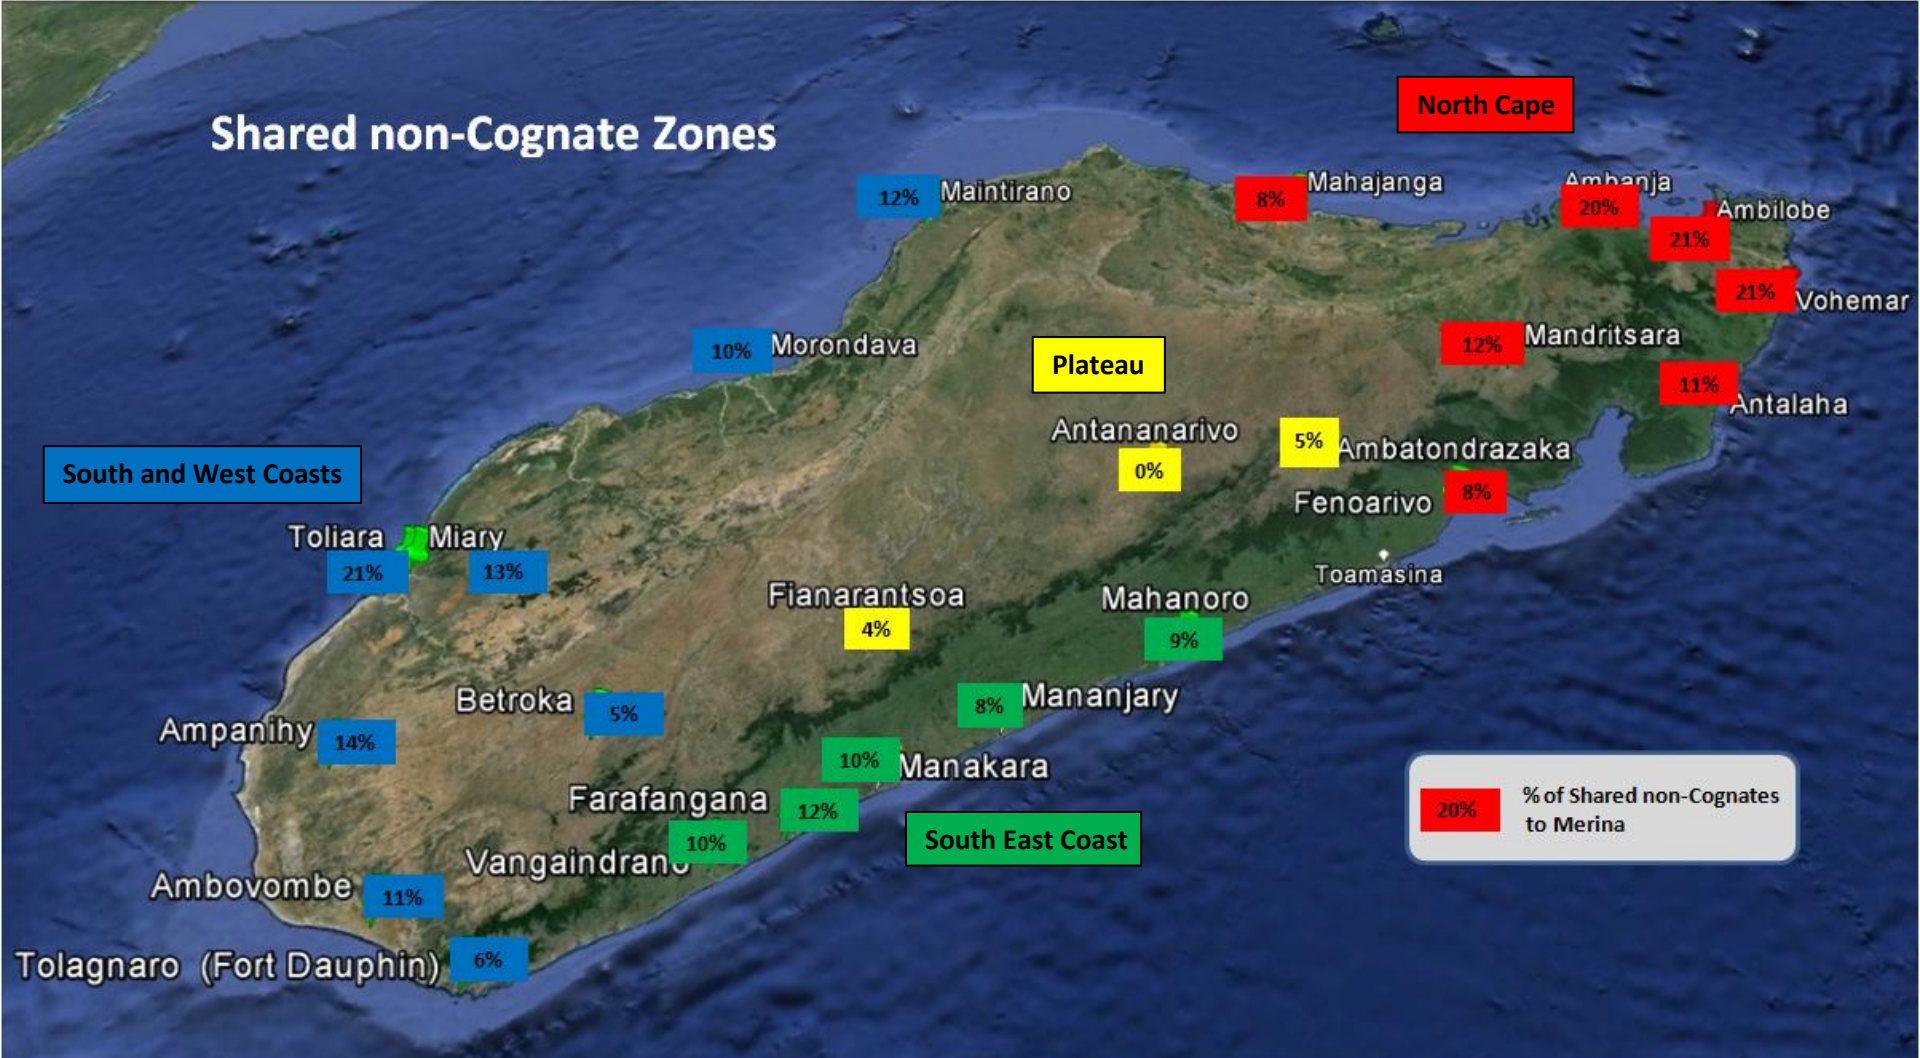 North Cape
Shared non-Cognate Zones
12%
Maintirano
8%
Mahajanga
Ambanja
20%
Ambilobe
21%
21%
Vohemar
10%
Morondava
12%
Mandritsara
Plateau
11%
Antalaha
Antananarivo
0%
5%
Ambatondrazaka
South and West Coasts
Fenoarivo
8%
Toliara
21%
Miary
13%
Toamasina
Fianarantsoa
4%
Mahanoro
9%
Betroka
5%
8%
Mananjary
Ampanihy
14%
10%
Manakara
Farafangana
12%
10%
Vangaindrano
South East Coast
20%
% of Shared non-Cognates
to Merina
Ambovombe
11%
Tolagnaro (Fort Dauphin)
6%